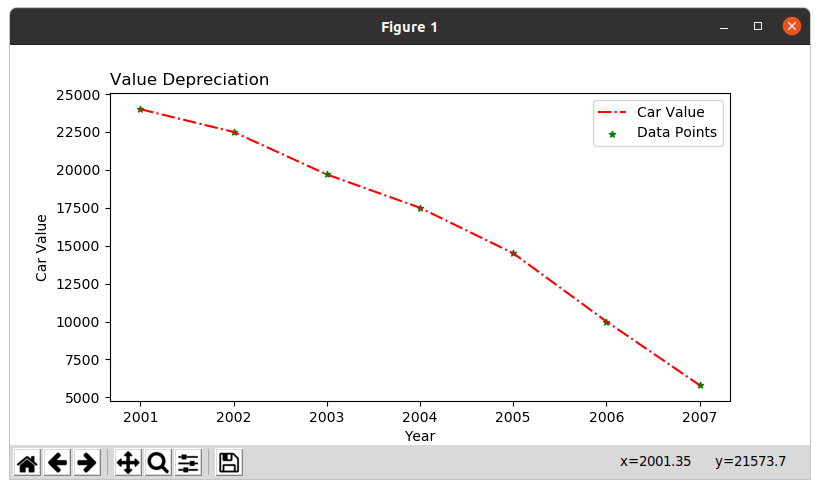 Figure 1
Value Depreciation
25000
22500
20000
17500
15000
12500
10000
7500
5000
Car Value
Car Value
Data Points
2001 2002 2003 2004 2005 2006 2007
Year
x=2001.35 y=21573.7